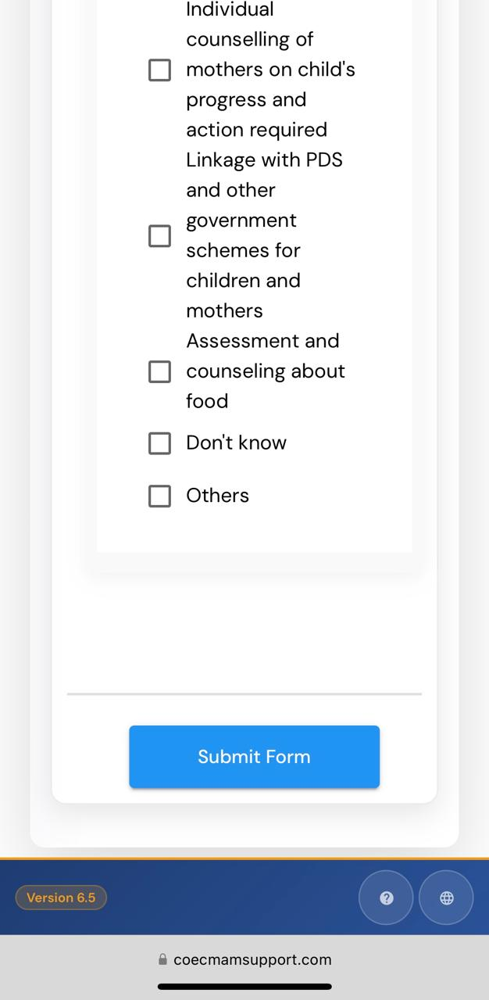 Individual
counselling of
mothers on child's
progress and
action required
Linkage with PDS
and other
government
schemes for
children and
mothers
Assessment and
counseling about
food
Don't know
Others
Submit Form
Version 6.5
coecmamsupport.com